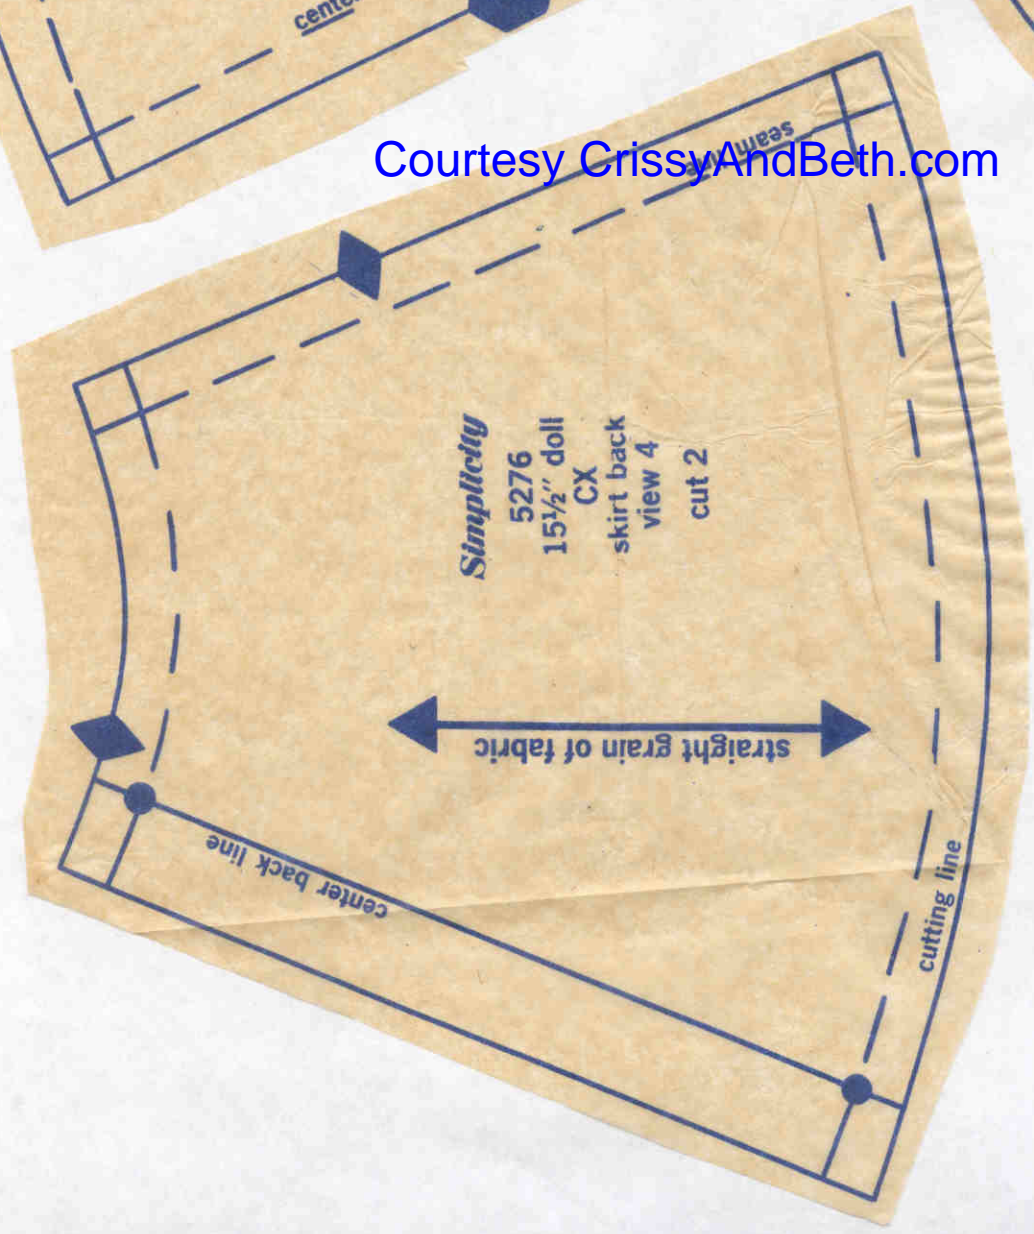 center
Courtesy CrissyAndBeth.com
seam line
Simplicity
5276
15½" doll
CX
skirt back
view 4
cut 2
straight grain of fabric
center back line
cutting line